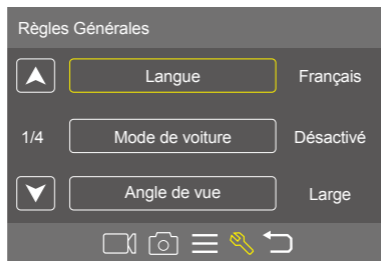 Règles Générales
Langue Français
1/4 Mode de voiture Désactivé
Angle de vue Large